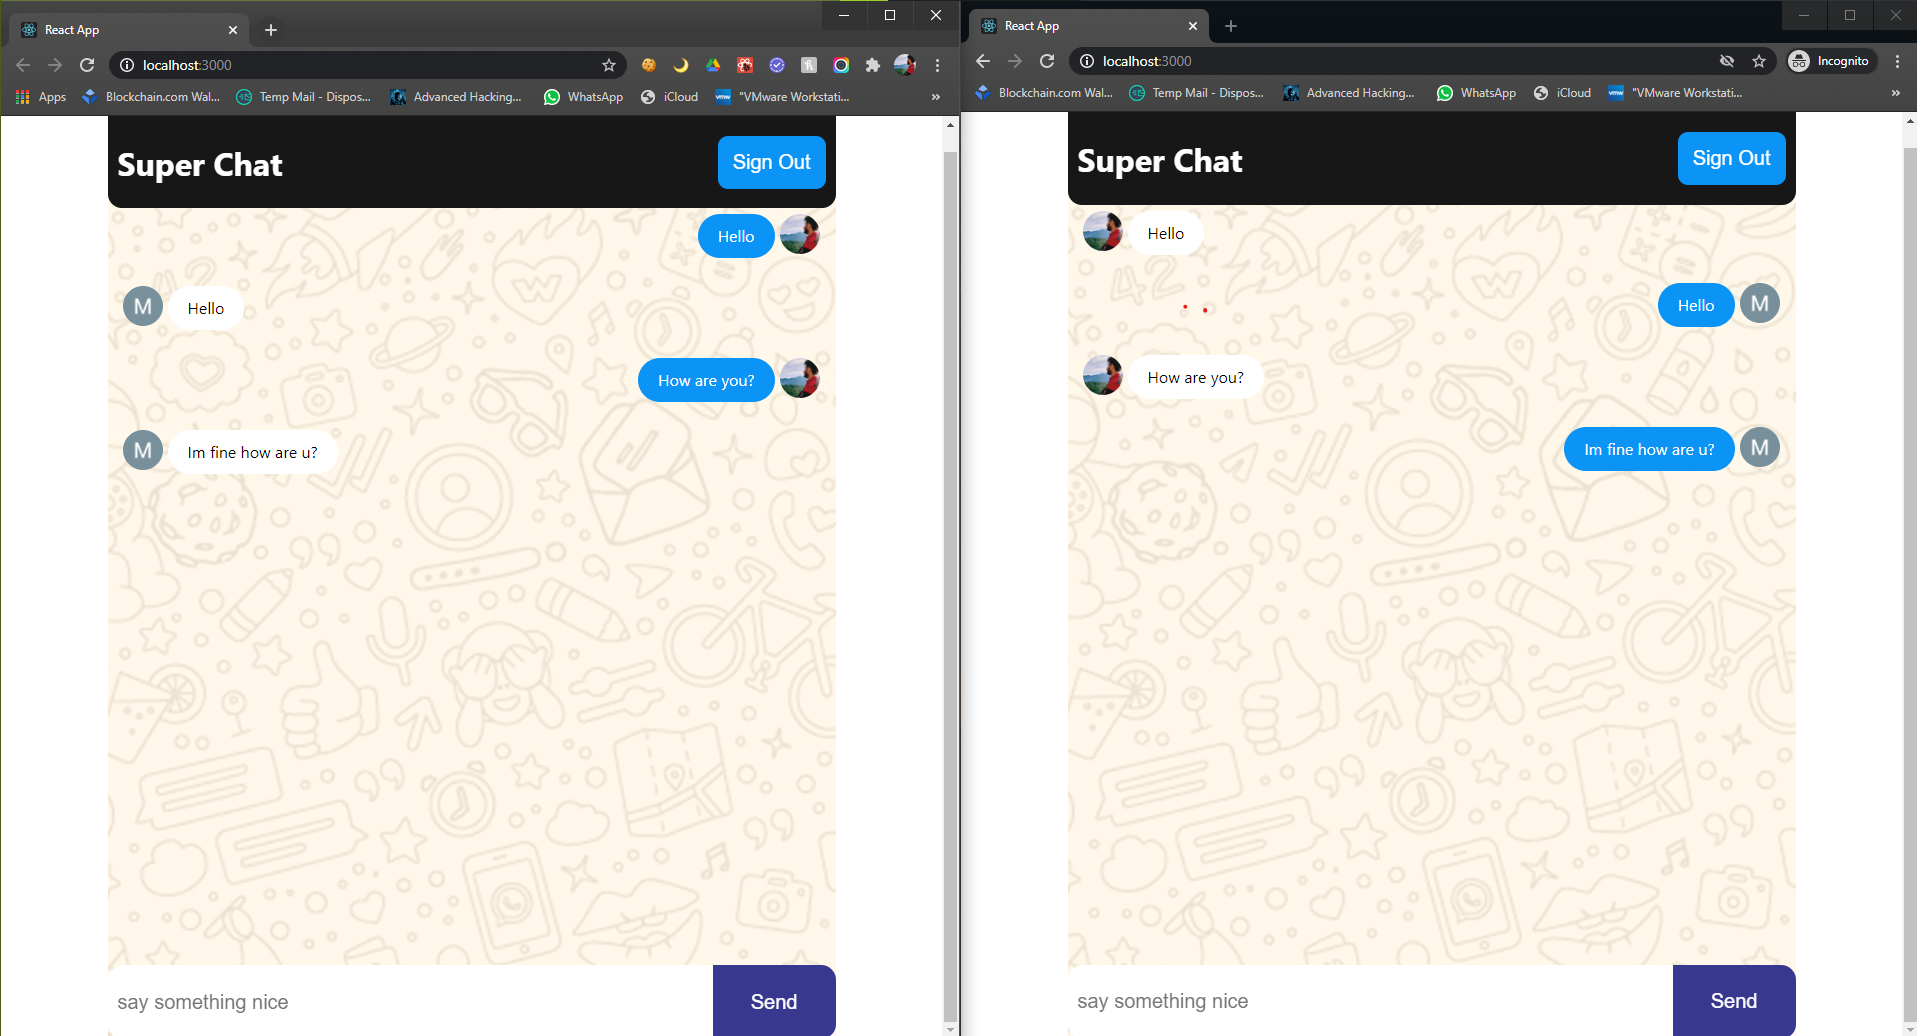 React App
localhost:3000
Apps
Blockchain.com Wal...
Temp Mail - Dispos...
Advanced Hacking...
WhatsApp
iCloud
vmw
"VMware Workstati...
»
Super Chat
Sign Out
Hello
M
Hello
How are you?
M
Im fine how are u?
say something nice
Send
React App
localhost:3000
Incognito
Blockchain.com Wal...
Temp Mail - Dispos...
Advanced Hacking...
WhatsApp
iCloud
vmw
"VMware Workstati...
»
Super Chat
Sign Out
Hello
42
Hello
M
How are you?
Im fine how are u?
M
say something nice
Send